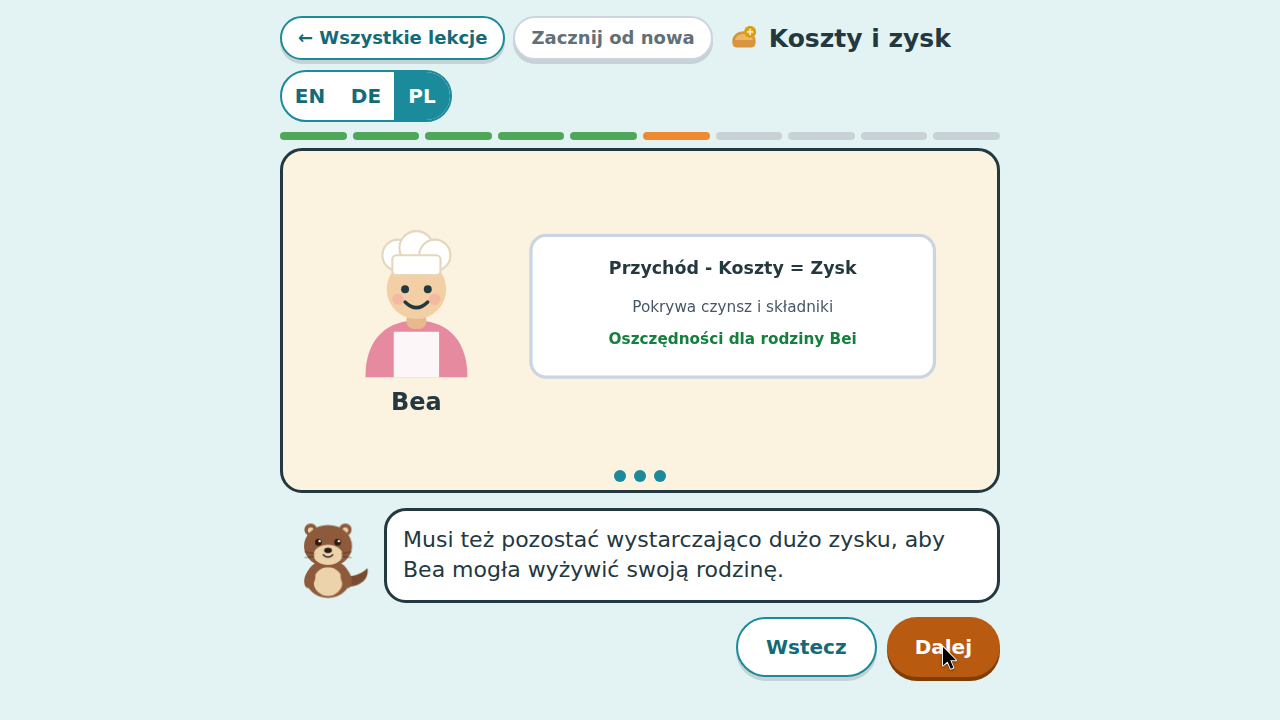 ← Wszystkie lekcje
Zacznij od nowa
Koszty i zysk
EN DE PL
Przychód - Koszty = Zysk
Pokrywa czynsz i składniki
Oszczędności dla rodziny Bei
Bea
Musi też pozostać wystarczająco dużo zysku, aby
Bea mogła wyżywić swoją rodzinę.
Wstecz
Dalej